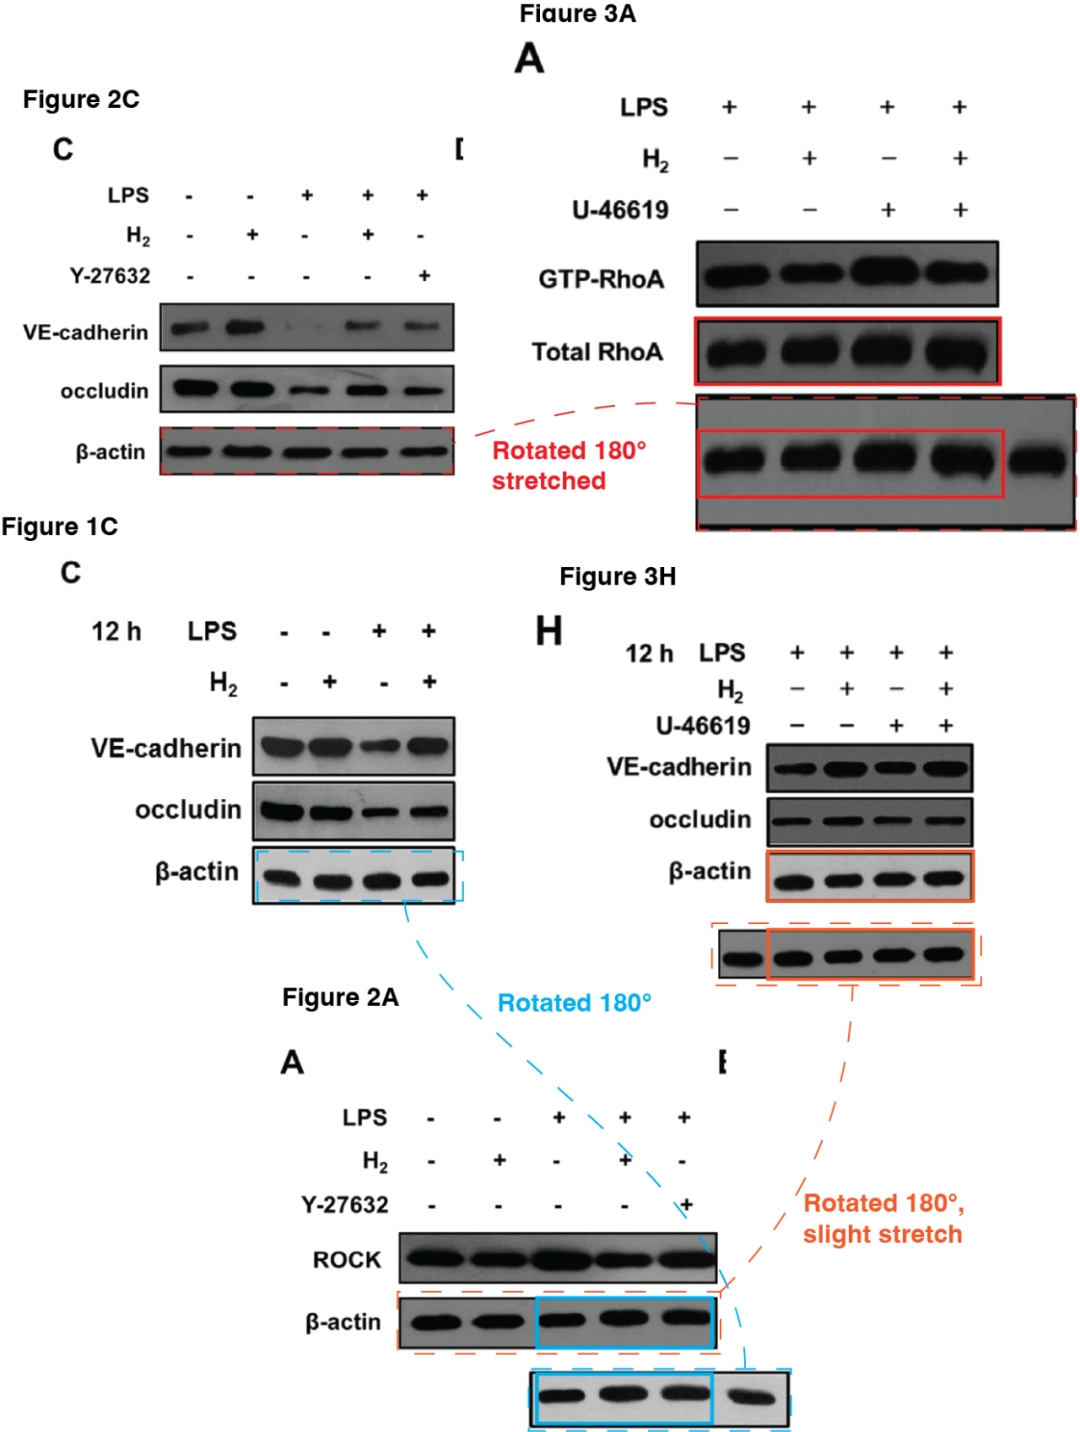 Figure 3A
A
LPS + + + +
H₂ – + – +
U-46619 – – + +
GTP-RhoA
Total RhoA
Figure 2C
C
LPS - - + + +
H₂ - + - + -
Y-27632 - - - - +
VE-cadherin
occludin
β-actin
Rotated 180°
stretched
Figure 1C
C
12 h LPS - - + +
H₂ - + - +
VE-cadherin
occludin
β-actin
Figure 3H
H
12 h LPS + + + +
H₂ – + – +
U-46619 – – + +
VE-cadherin
occludin
β-actin
Figure 2A
Rotated 180°
A
LPS - - + + +
H₂ - + - + -
Y-27632 - - - - +
ROCK
β-actin
Rotated 180°,
slight stretch